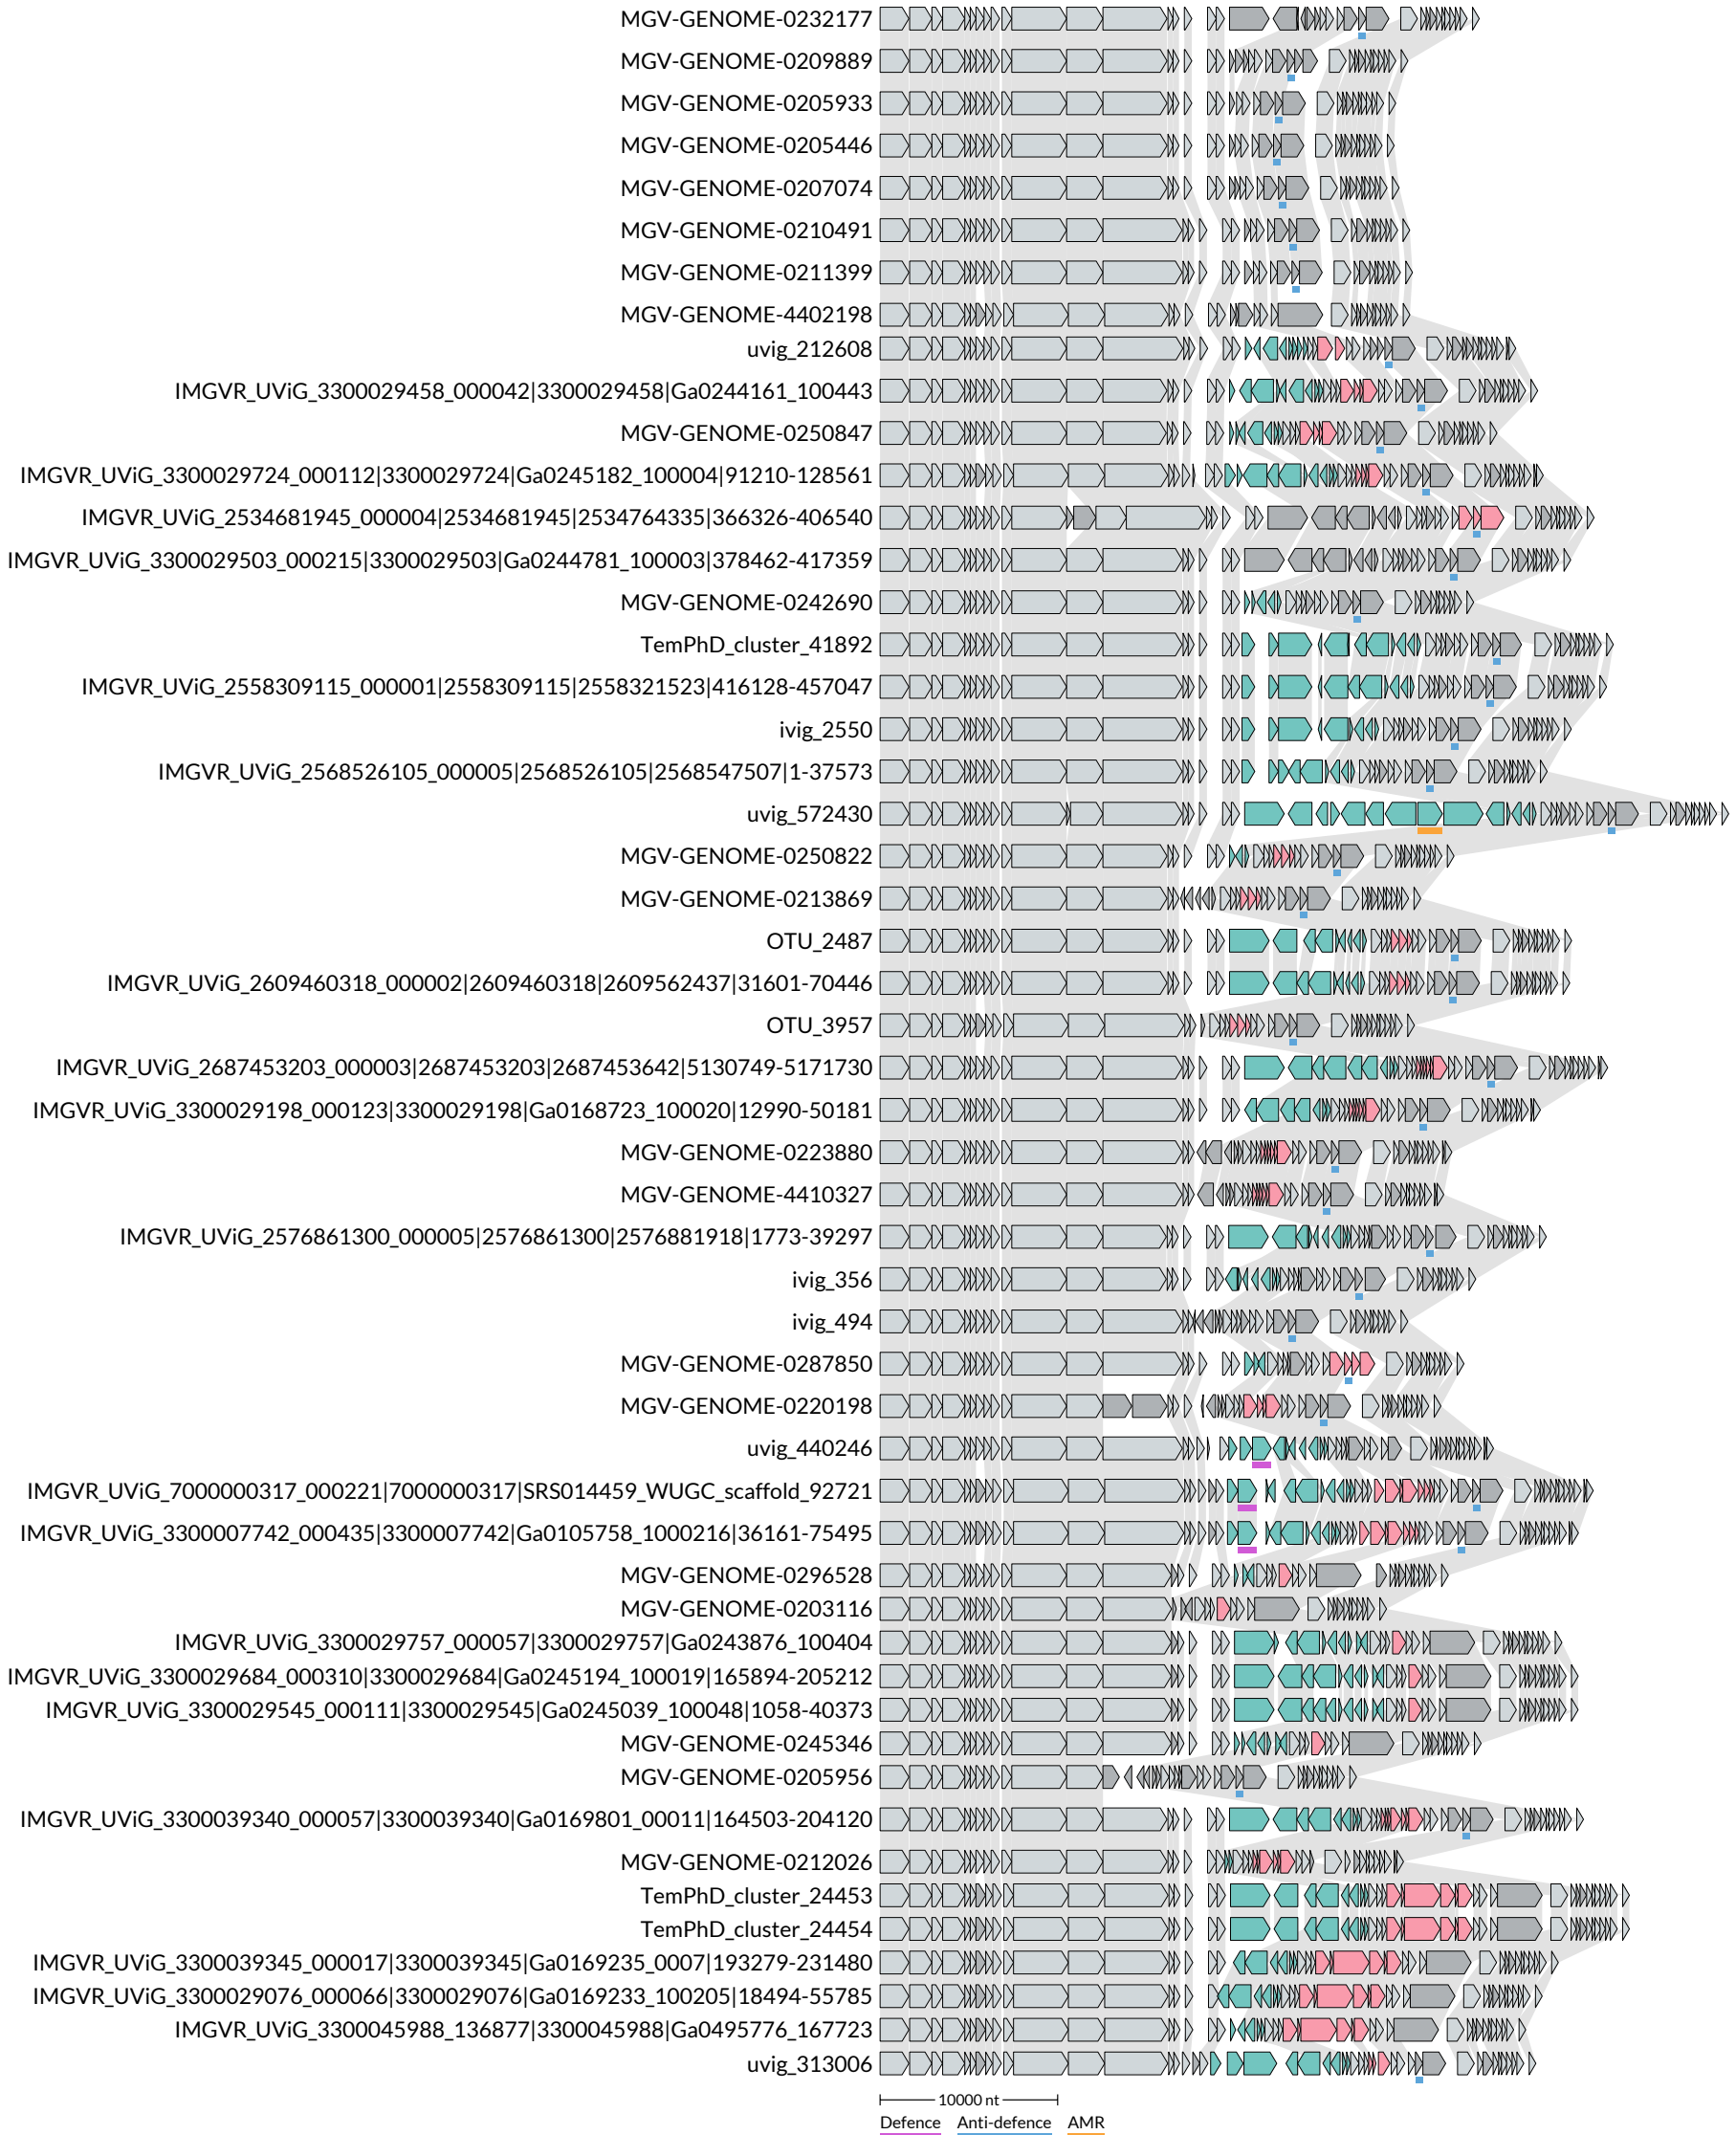 MGV-GENOME-0232177
MGV-GENOME-0209889
MGV-GENOME-0205933
MGV-GENOME-0205446
MGV-GENOME-0207074
MGV-GENOME-0210491
MGV-GENOME-0211399
MGV-GENOME-4402198
uvig_212608
IMGVR_UViG_3300029458_000042|3300029458|Ga0244161_100443
MGV-GENOME-0250847
IMGVR_UViG_3300029724_000112|3300029724|Ga0245182_100004|91210-128561
IMGVR_UViG_2534681945_000004|2534681945|2534764335|366326-406540
IMGVR_UViG_3300029503_000215|3300029503|Ga0244781_100003|378462-417359
MGV-GENOME-0242690
TemPhD_cluster_41892
IMGVR_UViG_2558309115_000001|2558309115|2558321523|416128-457047
ivig_2550
IMGVR_UViG_2568526105_000005|2568526105|2568547507|1-37573
uvig_572430
MGV-GENOME-0250822
MGV-GENOME-0213869
OTU_2487
IMGVR_UViG_2609460318_000002|2609460318|2609562437|31601-70446
OTU_3957
IMGVR_UViG_2687453203_000003|2687453203|2687453642|5130749-5171730
IMGVR_UViG_3300029198_000123|3300029198|Ga0168723_100020|12990-50181
MGV-GENOME-0223880
MGV-GENOME-4410327
IMGVR_UViG_2576861300_000005|2576861300|2576881918|1773-39297
ivig_356
ivig_494
MGV-GENOME-0287850
MGV-GENOME-0220198
uvig_440246
IMGVR_UViG_7000000317_000221|7000000317|SRS014459_WUGC_scaffold_92721
IMGVR_UViG_3300007742_000435|3300007742|Ga0105758_1000216|36161-75495
MGV-GENOME-0296528
MGV-GENOME-0203116
IMGVR_UViG_3300029757_000057|3300029757|Ga0243876_100404
IMGVR_UViG_3300029684_000310|3300029684|Ga0245194_100019|165894-205212
IMGVR_UViG_3300029545_000111|3300029545|Ga0245039_100048|1058-40373
MGV-GENOME-0245346
MGV-GENOME-0205956
IMGVR_UViG_3300039340_000057|3300039340|Ga0169801_00011|164503-204120
MGV-GENOME-0212026
TemPhD_cluster_24453
TemPhD_cluster_24454
IMGVR_UViG_3300039345_000017|3300039345|Ga0169235_0007|193279-231480
IMGVR_UViG_3300029076_000066|3300029076|Ga0169233_100205|18494-55785
IMGVR_UViG_3300045988_136877|3300045988|Ga0495776_167723
uvig_313006
10000 nt
Defence Anti-defence AMR